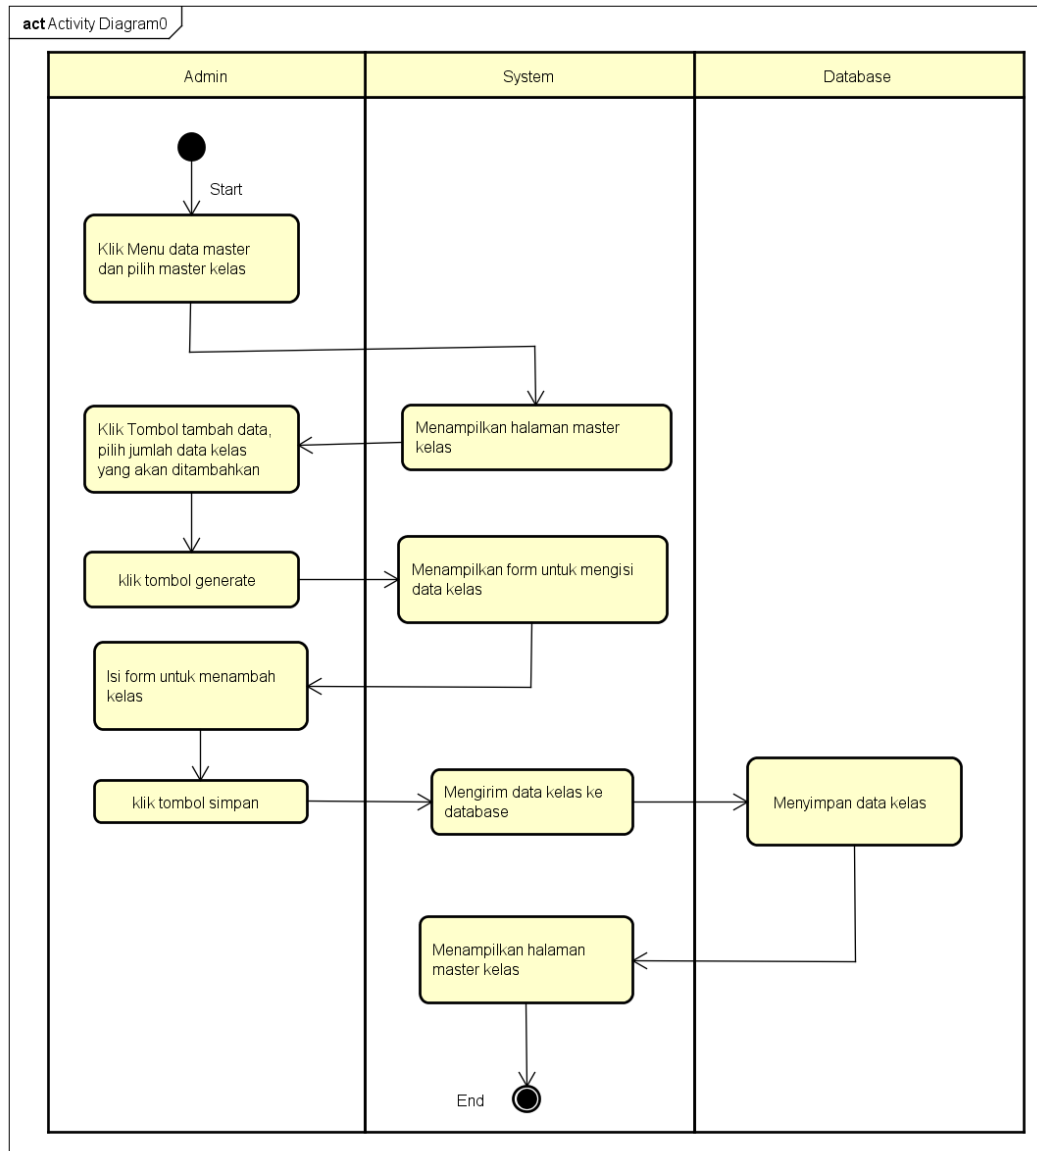 act Activity Diagram0
Admin
System
Database
Start
Klik Menu data master
dan pilih master kelas
Klik Tombol tambah data,
pilih jumlah data kelas
yang akan ditambahkan
Menampilkan halaman master
kelas
klik tombol generate
Menampilkan form untuk mengisi
data kelas
Isi form untuk menambah
kelas
klik tombol simpan
Mengirim data kelas ke
database
Menyimpan data kelas
Menampilkan halaman
master kelas
End